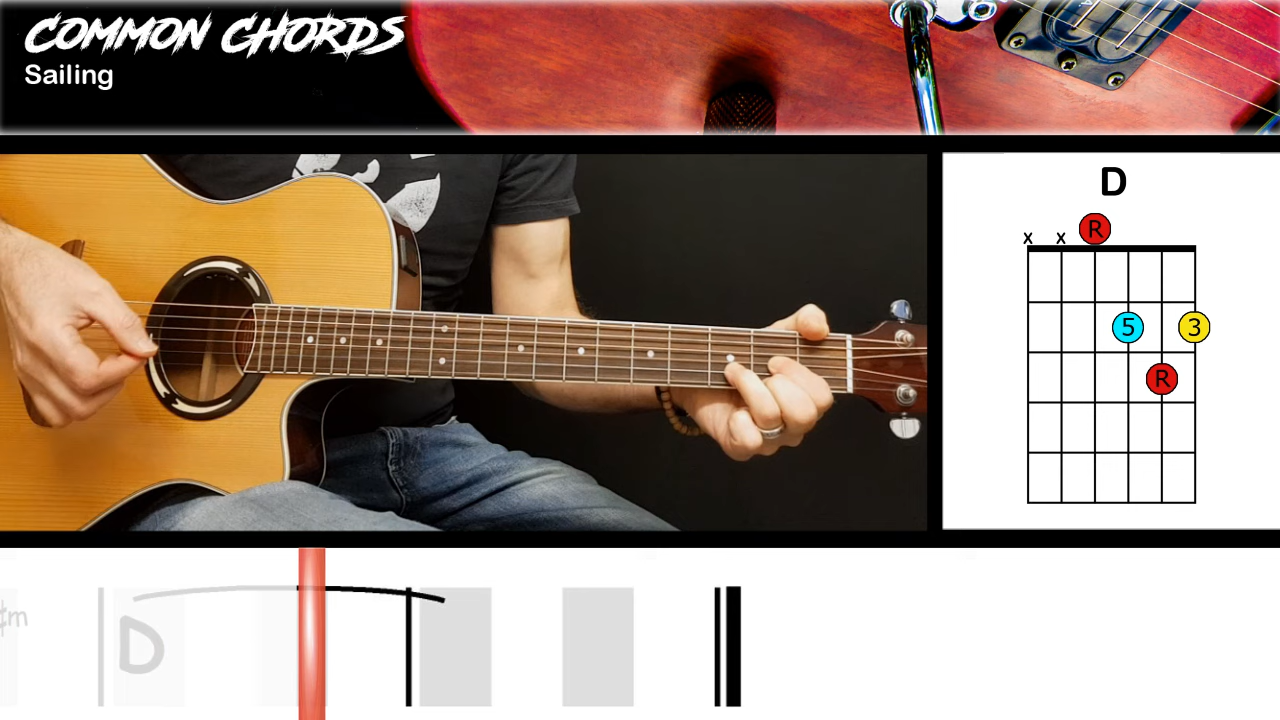 COMMON CHORDS
Sailing
D
x x R
5 3
R
#m
D